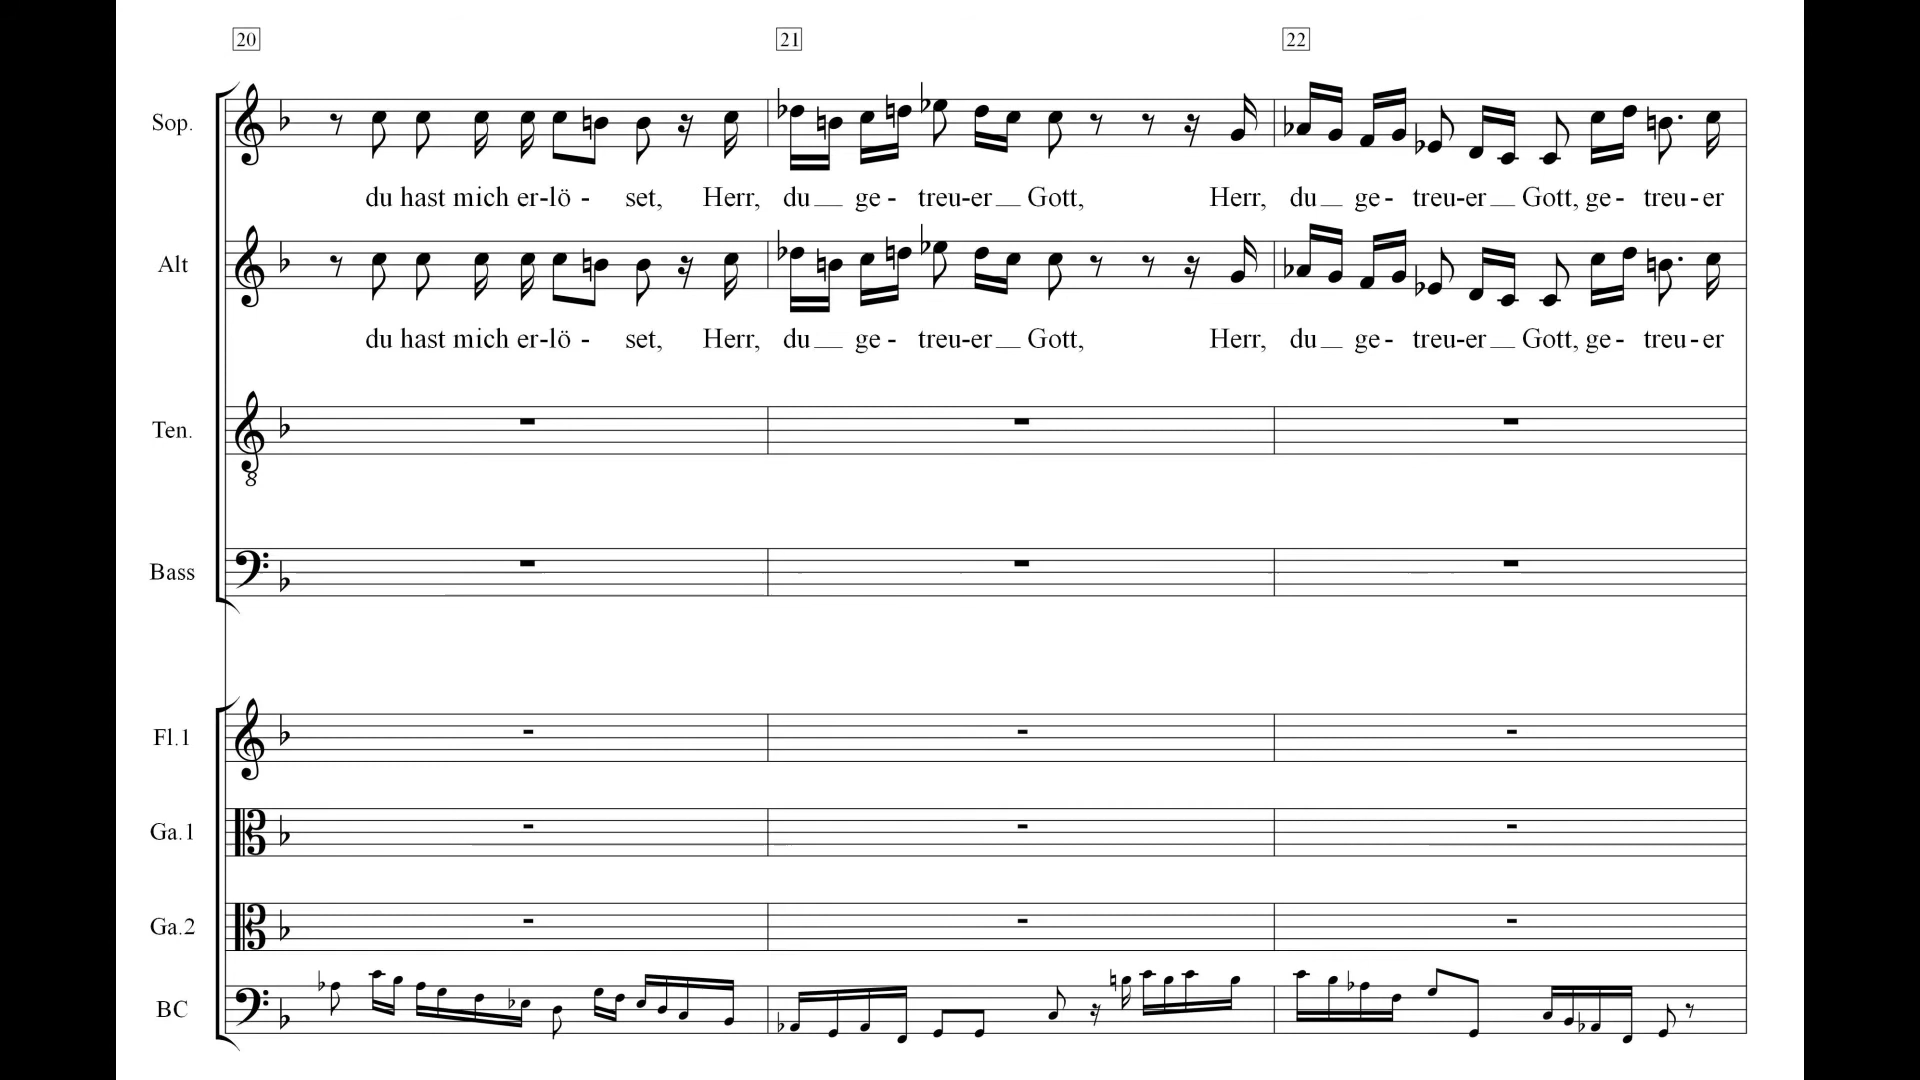 20 21 22
Sop.
du hast mich er-lö - set, Herr, du ge - treu-er Gott, Herr, du ge - treu-er Gott, ge - treu - er
Alt
du hast mich er-lö - set, Herr, du ge - treu-er Gott, Herr, du ge - treu-er Gott, ge - treu - er
Ten.
8
Bass
Fl.1
Ga.1
Ga.2
BC